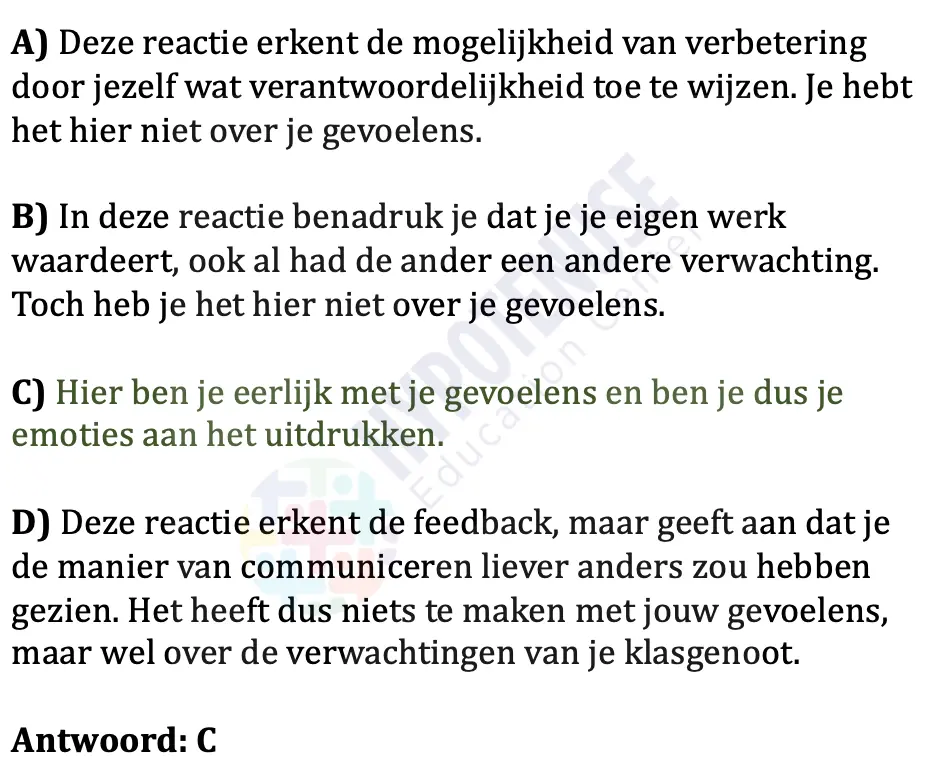 A) Deze reactie erkent de mogelijkheid van verbetering
door jezelf wat verantwoordelijkheid toe te wijzen. Je hebt
het hier niet over je gevoelens.
B) In deze reactie benadruk je dat je je eigen werk
waardeert, ook al had de ander een andere verwachting.
Toch heb je het hier niet over je gevoelens.
C) Hier ben je eerlijk met je gevoelens en ben je dus je
emoties aan het uitdrukken.
D) Deze reactie erkent de feedback, maar geeft aan dat je
de manier van communiceren liever anders zou hebben
gezien. Het heeft dus niets te maken met jouw gevoelens,
maar wel over de verwachtingen van je klasgenoot.
Antwoord: C
HYPOTENUSE
Education Center